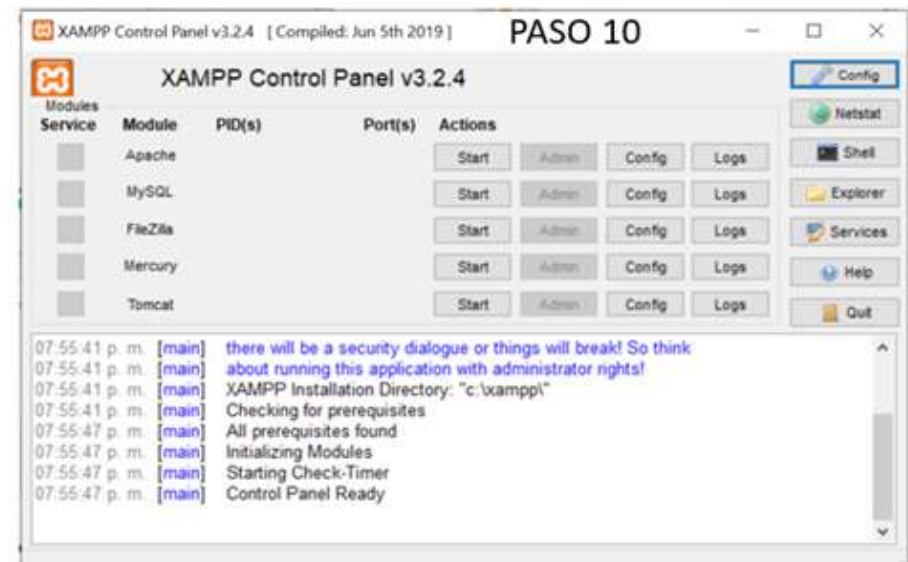 XAMPP Control Panel v3.2.4 [ Compiled: Jun 5th 2019 ] PASO 10
XAMPP Control Panel v3.2.4 Config
Modules
Service Module PID(s) Port(s) Actions Netstat
Apache Start Admin Config Logs Shell
MySQL Start Admin Config Logs Explorer
FileZilla Start Admin Config Logs Services
Mercury Start Admin Config Logs Help
Tomcat Start Admin Config Logs Quit
07:55:41 p. m. [main] there will be a security dialogue or things will break! So think
07:55:41 p. m. [main] about running this application with administrator rights!
07:55:41 p. m. [main] XAMPP Installation Directory: "c:\xampp\"
07:55:41 p. m. [main] Checking for prerequisites
07:55:47 p. m. [main] All prerequisites found
07:55:47 p. m. [main] Initializing Modules
07:55:47 p. m. [main] Starting Check-Timer
07:55:47 p. m. [main] Control Panel Ready